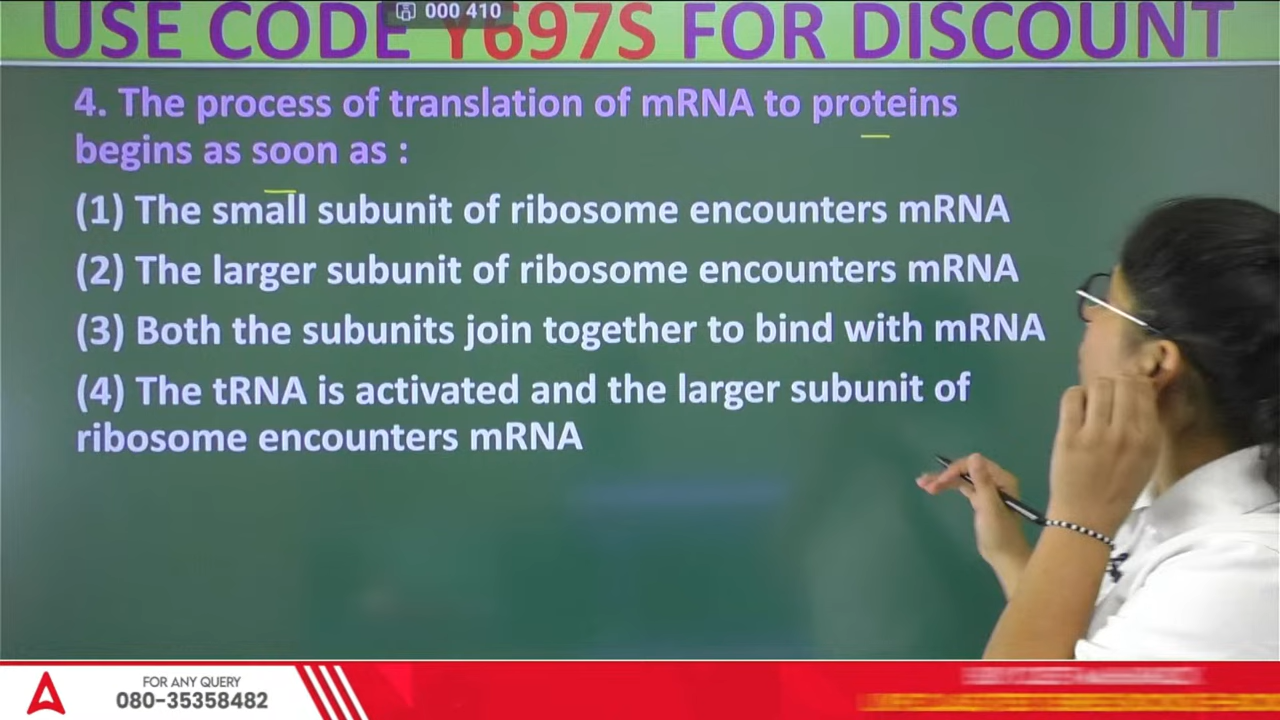 USE CODE Y697S FOR DISCOUNT
000 410
4. The process of translation of mRNA to proteins
begins as soon as :
(1) The small subunit of ribosome encounters mRNA
(2) The larger subunit of ribosome encounters mRNA
(3) Both the subunits join together to bind with mRNA
(4) The tRNA is activated and the larger subunit of
ribosome encounters mRNA
FOR ANY QUERY
080-35358482